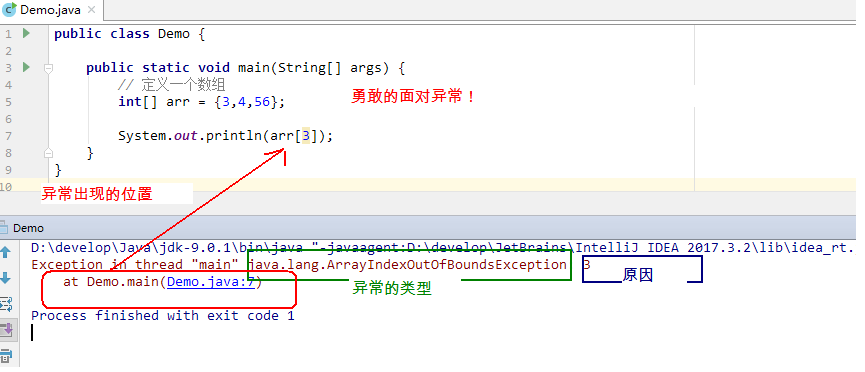 Demo.java
1 public class Demo {
2
3 public static void main(String[] args) {
4 // 定义一个数组
5 int[] arr = {3,4,56};
勇敢的面对异常！
6
7 System.out.println(arr[3]);
8 }
9 }
10
异常出现的位置
Demo
D:\develop\Java\jdk-9.0.1\bin\java "-javaagent:D:\develop\JetBrains\IntelliJ IDEA 2017.3.2\lib\idea_rt.
Exception in thread "main" java.lang.ArrayIndexOutOfBoundsException 3
原因
at Demo.main(Demo.java:7)
异常的类型
Process finished with exit code 1